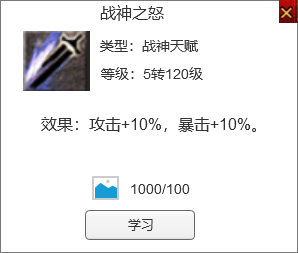 战神之怒
类型：战神天赋
等级：5转120级
效果：攻击+10%，暴击+10%。
1000/100
学习